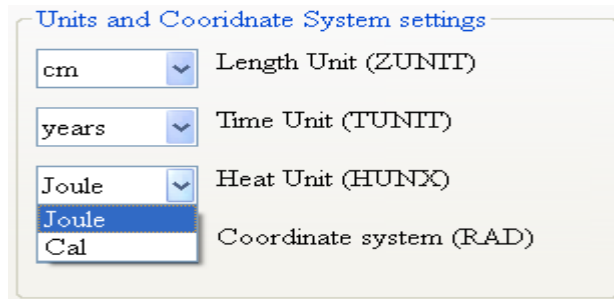 Units and Cooridnate System settings
cm Length Unit (ZUNIT)
years Time Unit (TUNIT)
Joule Heat Unit (HUNX)
Joule
Cal Coordinate system (RAD)